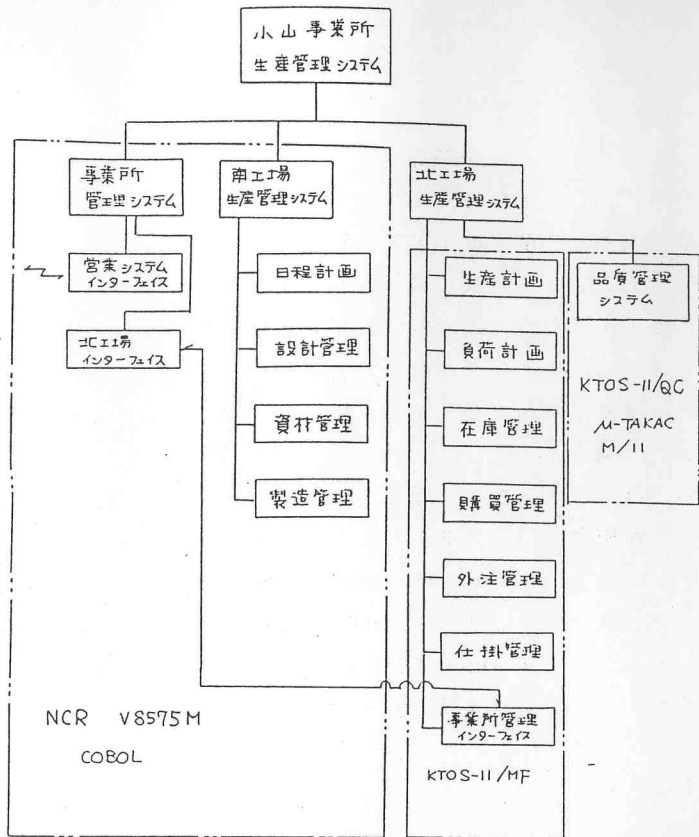 小山事業所
生産管理システム
事業所
管理システム
南工場
生産管理システム
北工場
生産管理システム
営業システム
インターフェイス
北工場
インターフェイス
日程計画
設計管理
資材管理
製造管理
生産計画
負荷計画
在庫管理
購買管理
外注管理
仕掛管理
事業所管理
インターフェイス
品質管理
システム
KTOS-11/QC
μ-TAKAC
M/11
NCR V8575M
COBOL
KTOS-11/MF